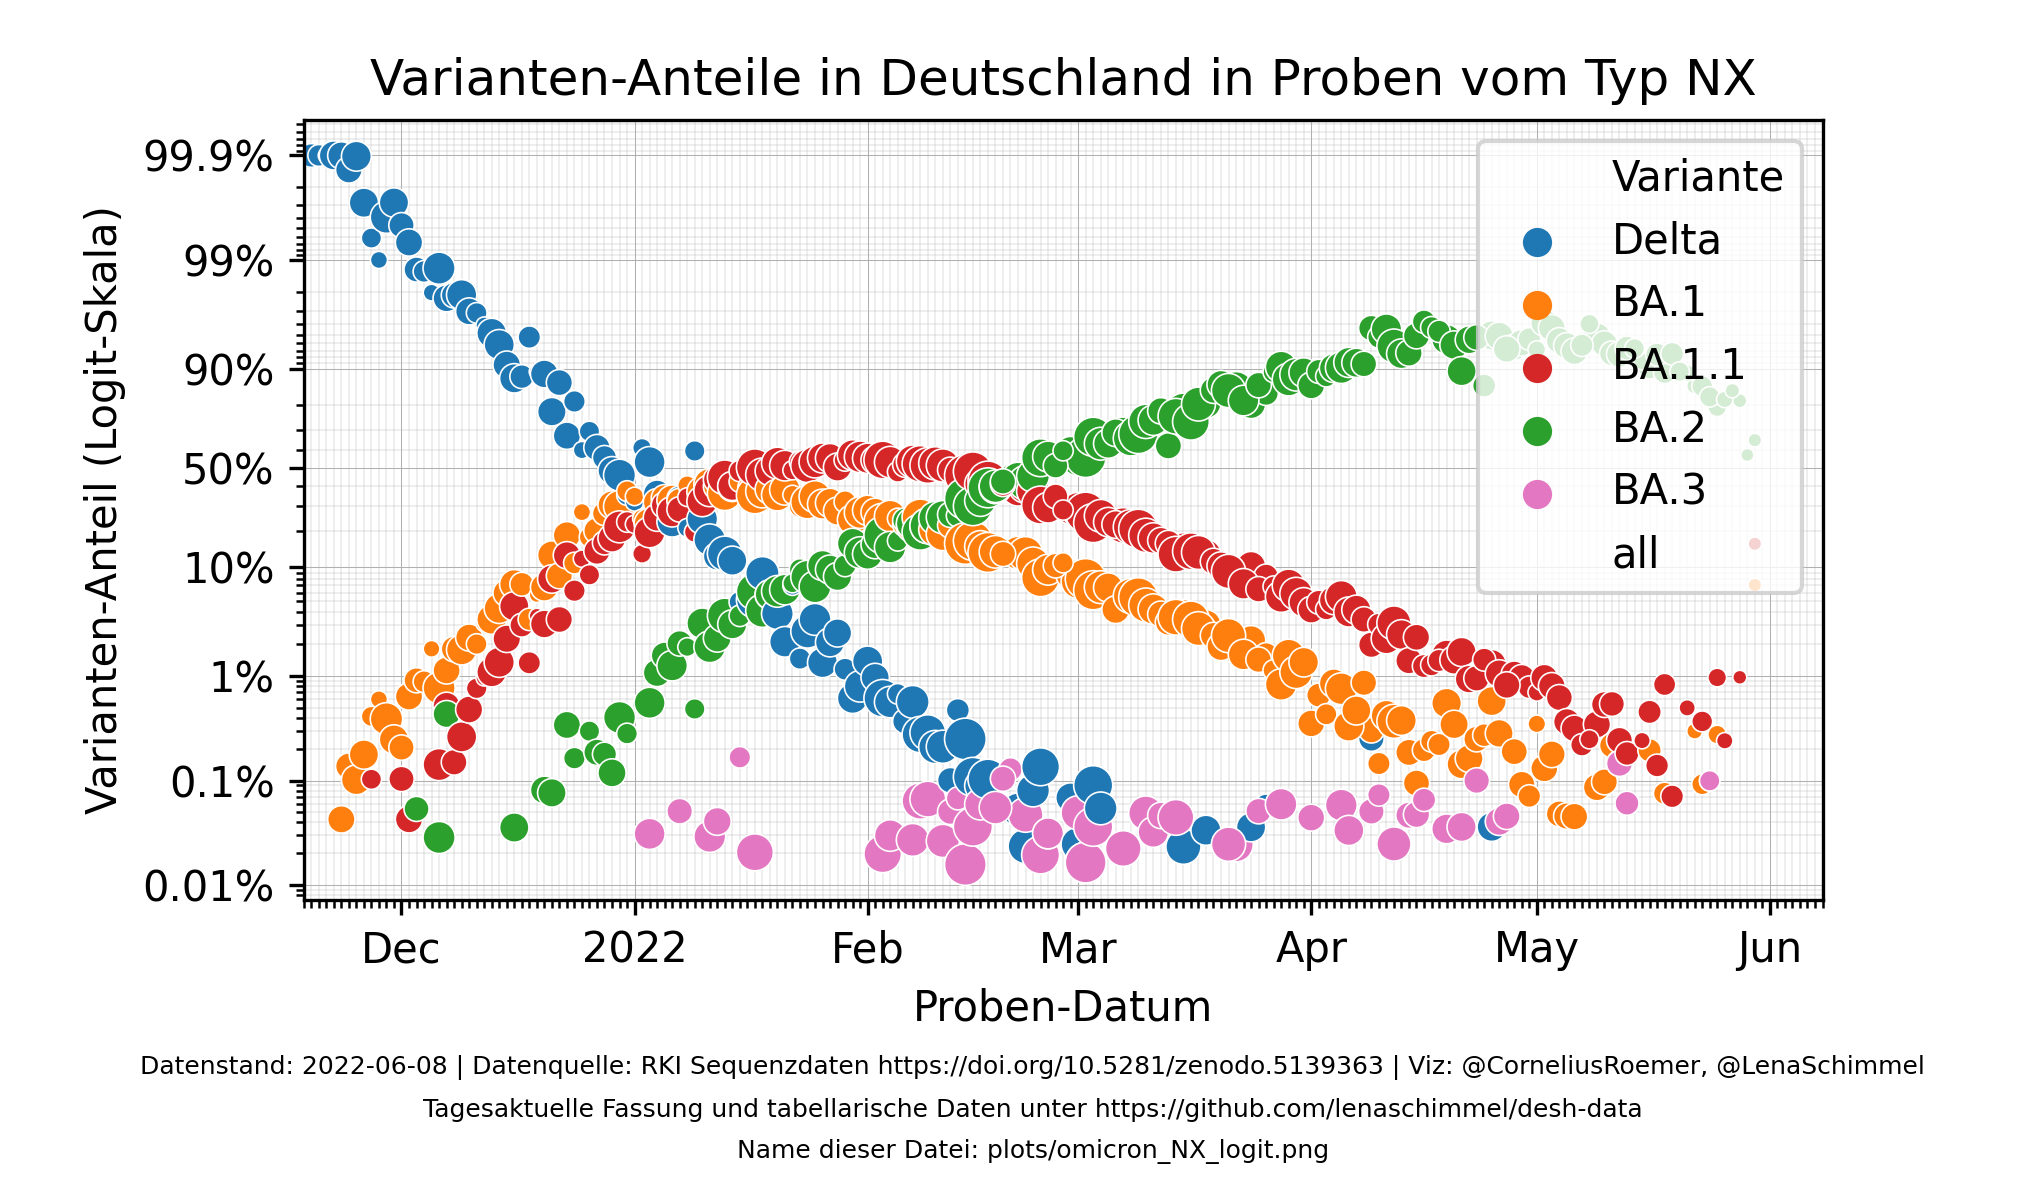 Varianten-Anteile in Deutschland in Proben vom Typ NX
Varianten-Anteil (Logit-Skala)
99.9%
99%
90%
50%
10%
1%
0.1%
0.01%
Variante
Delta
BA.1
BA.1.1
BA.2
BA.3
all
Dec
2022
Feb
Mar
Apr
May
Jun
Proben-Datum
Datenstand: 2022-06-08 | Datenquelle: RKI Sequenzdaten https://doi.org/10.5281/zenodo.5139363 | Viz: @CorneliusRoemer, @LenaSchimmel
Tagesaktuelle Fassung und tabellarische Daten unter https://github.com/lenaschimmel/desh-data
Name dieser Datei: plots/omicron_NX_logit.png